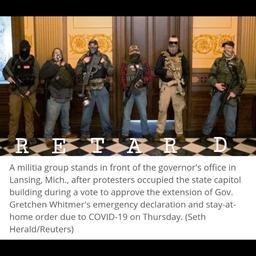 R E T A R D
A militia group stands in front of the governor's office in
Lansing, Mich., after protesters occupied the state capitol
building during a vote to approve the extension of Gov.
Gretchen Whitmer's emergency declaration and stay-at-
home order due to COVID-19 on Thursday. (Seth
Herald/Reuters)